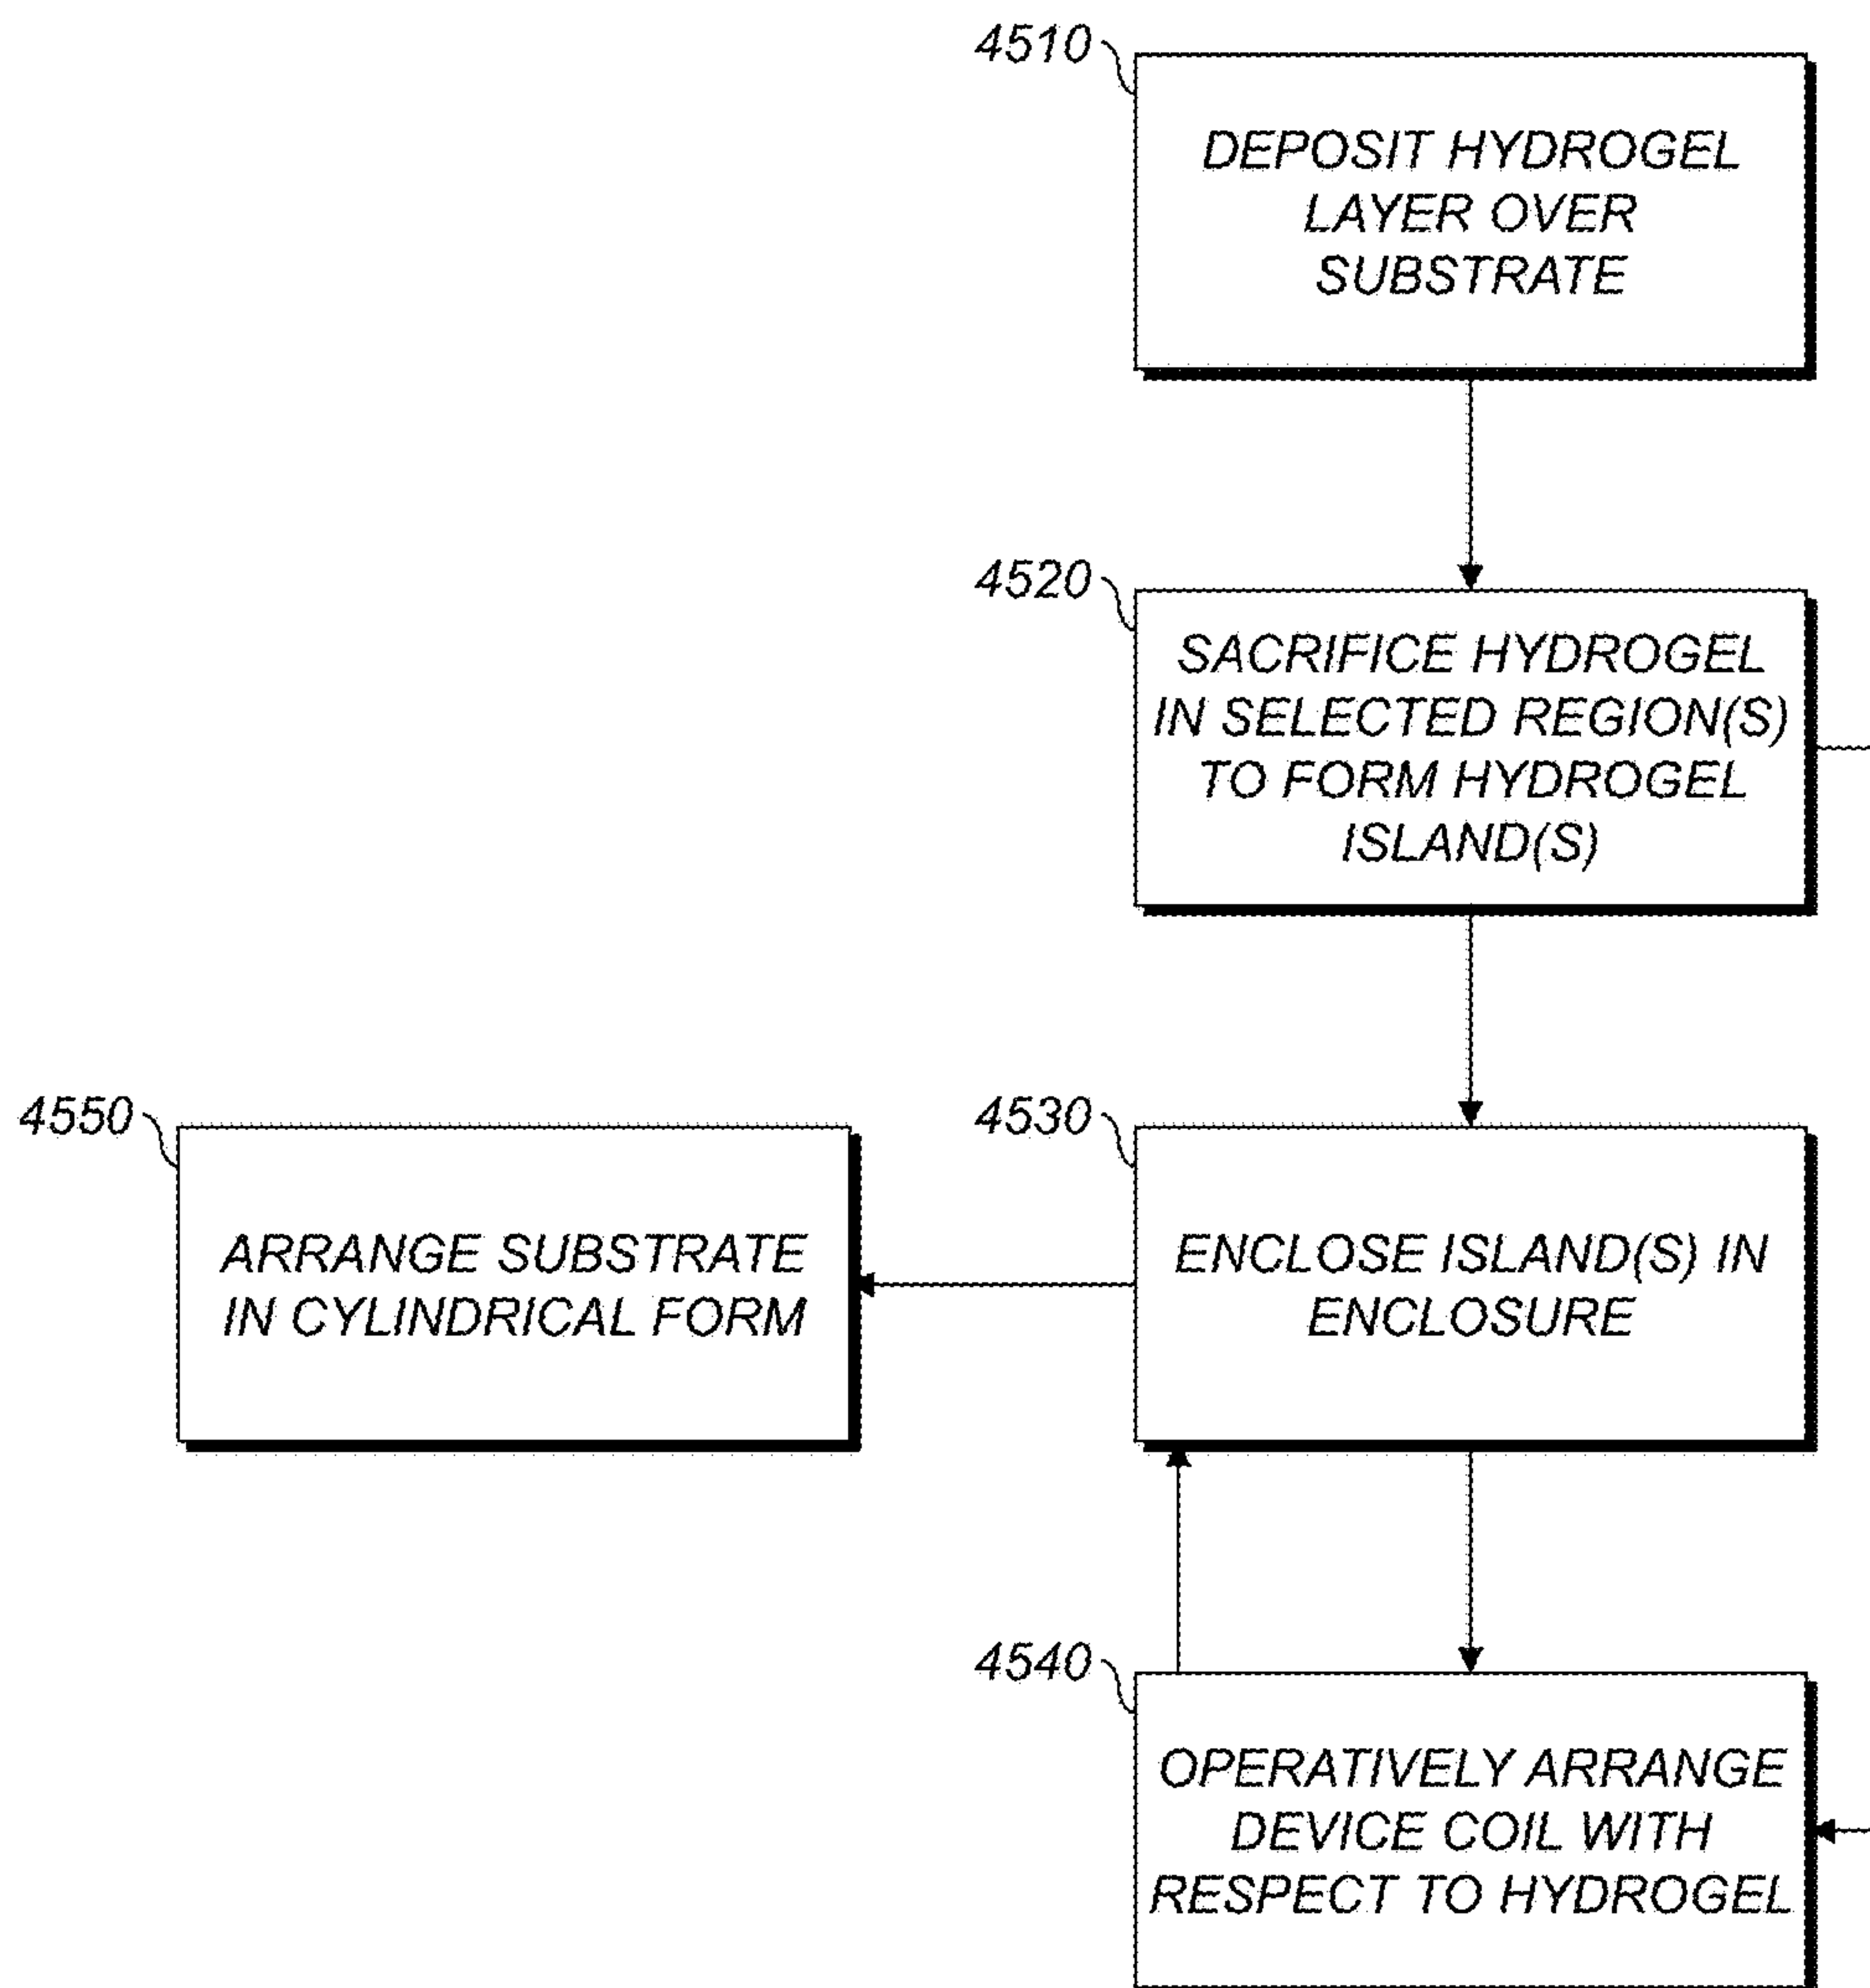 4510
DEPOSIT HYDROGEL
LAYER OVER
SUBSTRATE
4520
SACRIFICE HYDROGEL
IN SELECTED REGION(S)
TO FORM HYDROGEL
ISLAND(S)
4550
ARRANGE SUBSTRATE
IN CYLINDRICAL FORM
4530
ENCLOSE ISLAND(S) IN
ENCLOSURE
4540
OPERATIVELY ARRANGE
DEVICE COIL WITH
RESPECT TO HYDROGEL